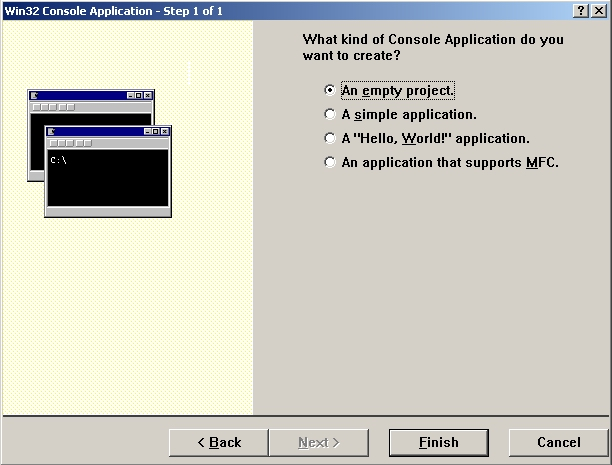 Win32 Console Application - Step 1 of 1
What kind of Console Application do you
want to create?
An empty project.
A simple application.
A "Hello, World!" application.
An application that supports MFC.
C:\
< Back
Next >
Finish
Cancel